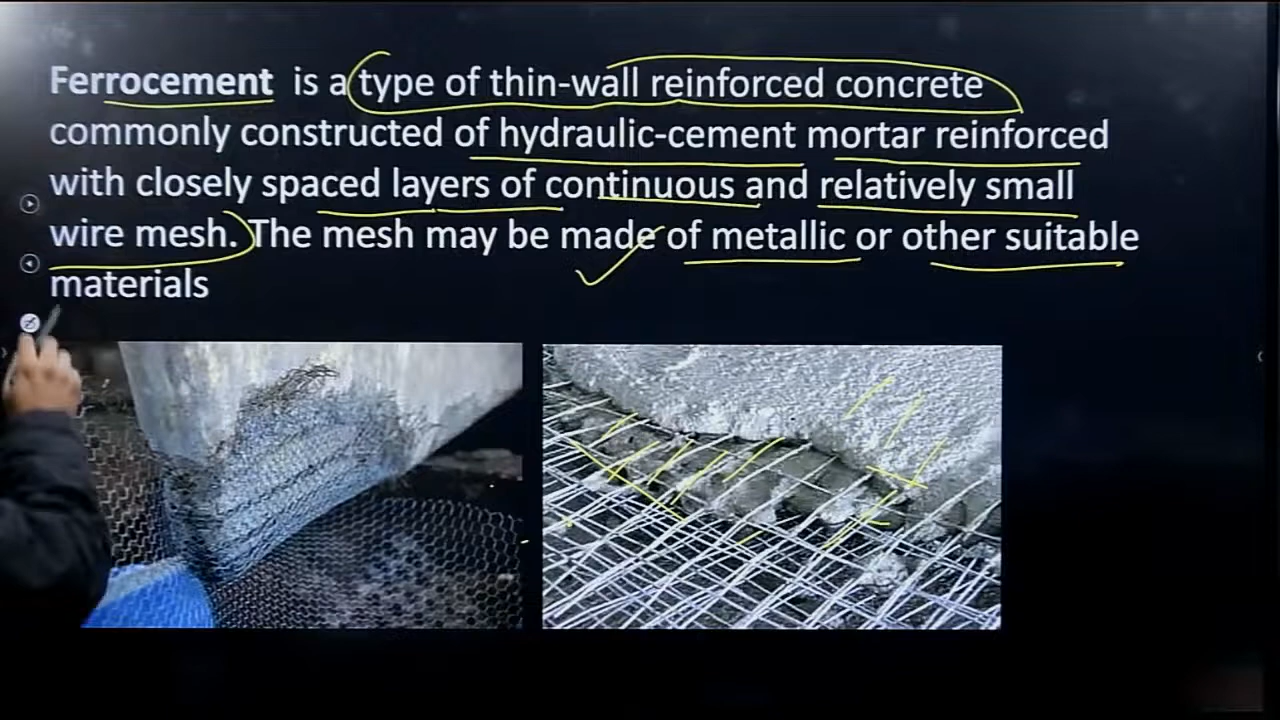 Ferrocement is a type of thin-wall reinforced concrete
commonly constructed of hydraulic-cement mortar reinforced
with closely spaced layers of continuous and relatively small
wire mesh. The mesh may be made of metallic or other suitable
materials